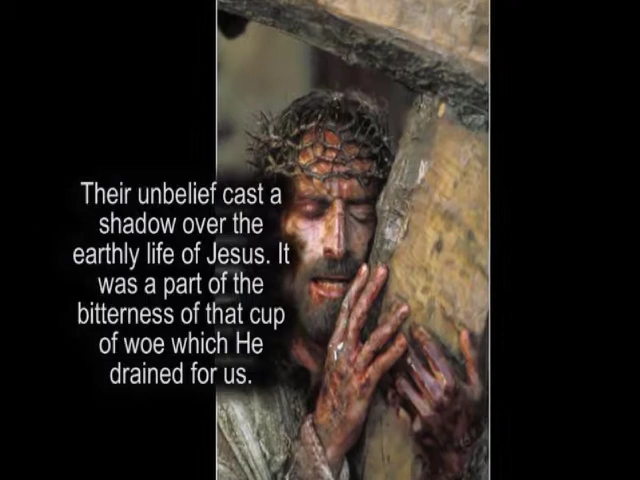 Their unbelief cast a
shadow over the
earthly life of Jesus. It
was a part of the
bitterness of that cup
of woe which He
drained for us.